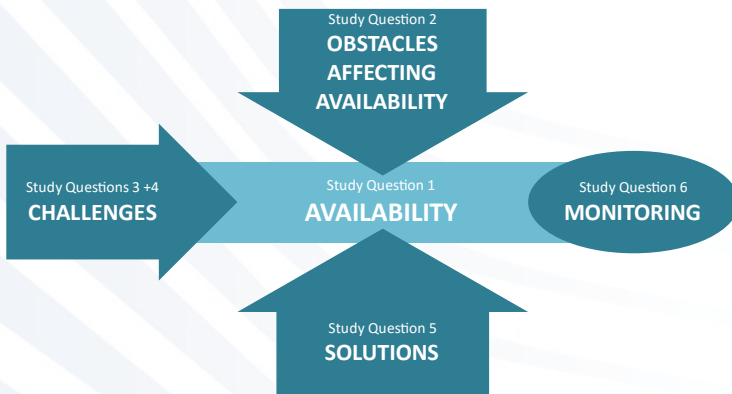 Study Question 2
OBSTACLES
AFFECTING
AVAILABILITY
Study Questions 3 +4
CHALLENGES
Study Question 1
AVAILABILITY
Study Question 6
MONITORING
Study Question 5
SOLUTIONS